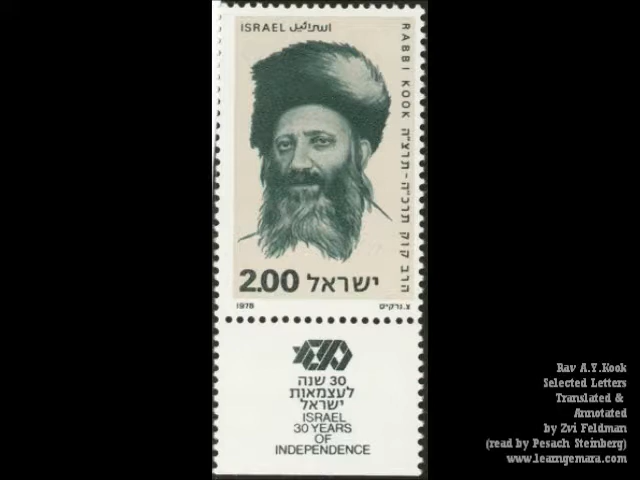 ISRAEL اسرائيل
RABBI KOOK
הרב קוק תרכ"ה - תרצ"ה
2.00 ישראל
1978
צ. נרקיס
30 שנה
לעצמאות
ישראל
ISRAEL
30 YEARS
OF
INDEPENDENCE
Rav A.Y.Kook
Selected Letters
Translated &
Annotated
by Zvi Feldman
(read by Pesach Steinberg)
www.learngemara.com